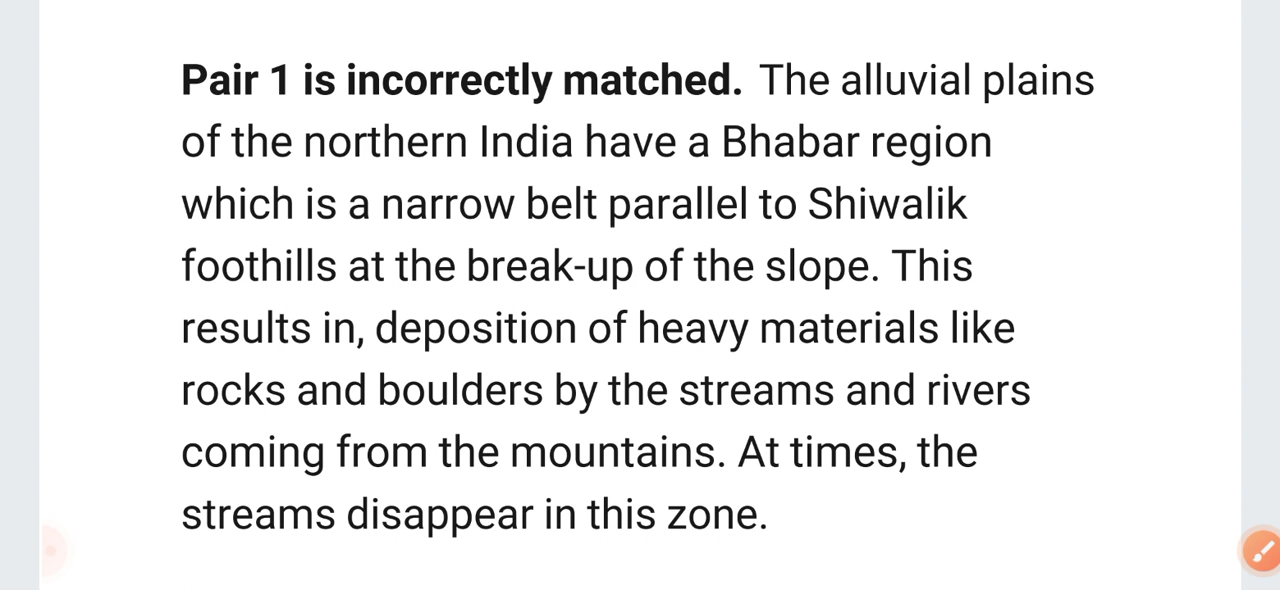 Pair 1 is incorrectly matched. The alluvial plains
of the northern India have a Bhabar region
which is a narrow belt parallel to Shiwalik
foothills at the break-up of the slope. This
results in, deposition of heavy materials like
rocks and boulders by the streams and rivers
coming from the mountains. At times, the
streams disappear in this zone.